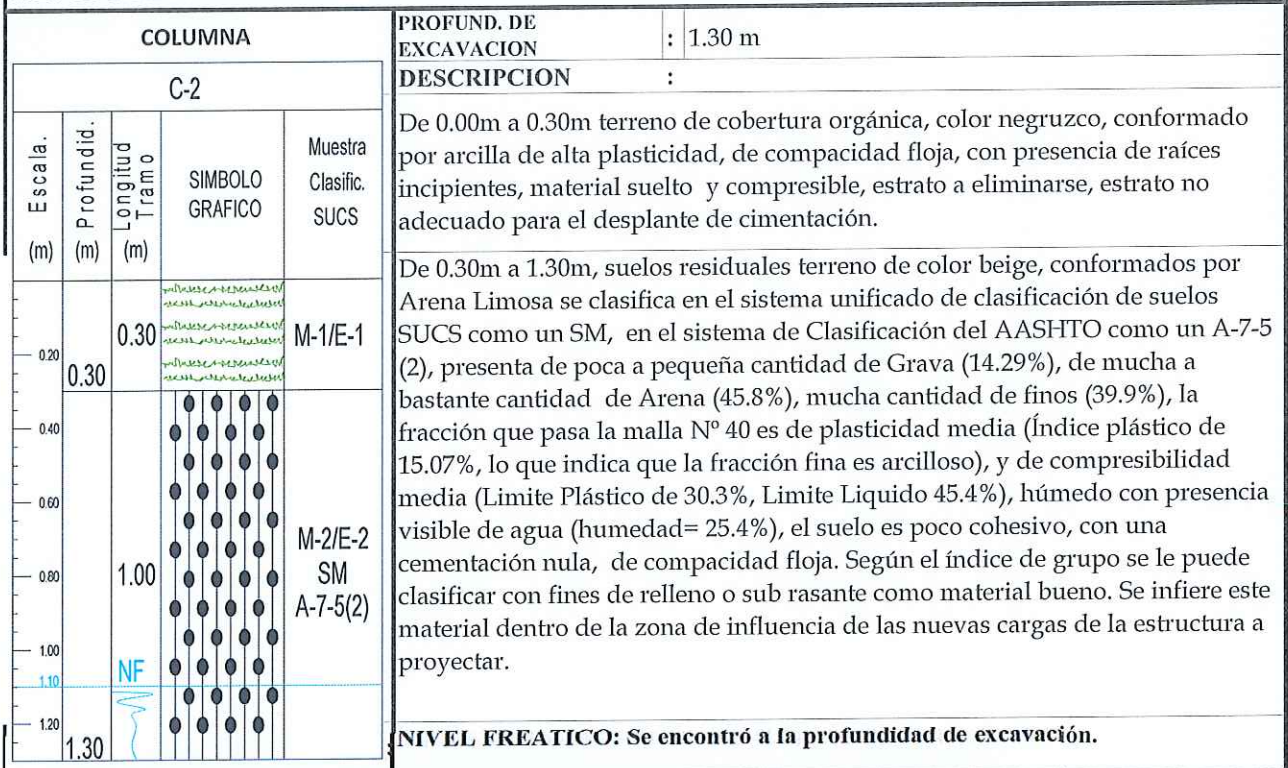 COLUMNA
C-2
Escala.
(m)
Profundid.
(m)
Longitud
Tramo
(m)
SIMBOLO
GRAFICO
Muestra
Clasific.
SUCS
0.20
0.40
0.60
0.80
1.00
1.10
1.20
0.30
1.30
0.30
1.00
NF
M-1/E-1
M-2/E-2
SM
A-7-5(2)
PROFUND. DE
EXCAVACION : 1.30 m
DESCRIPCION :
De 0.00m a 0.30m terreno de cobertura orgánica, color negruzco, conformado
por arcilla de alta plasticidad, de compacidad floja, con presencia de raíces
incipientes, material suelto y compresible, estrato a eliminarse, estrato no
adecuado para el desplante de cimentación.
De 0.30m a 1.30m, suelos residuales terreno de color beige, conformados por
Arena Limosa se clasifica en el sistema unificado de clasificación de suelos
SUCS como un SM, en el sistema de Clasificación del AASHTO como un A-7-5
(2), presenta de poca a pequeña cantidad de Grava (14.29%), de mucha a
bastante cantidad de Arena (45.8%), mucha cantidad de finos (39.9%), la
fracción que pasa la malla Nº 40 es de plasticidad media (Índice plástico de
15.07%, lo que indica que la fracción fina es arcilloso), y de compresibilidad
media (Limite Plástico de 30.3%, Limite Liquido 45.4%), húmedo con presencia
visible de agua (humedad= 25.4%), el suelo es poco cohesivo, con una
cementación nula, de compacidad floja. Según el índice de grupo se le puede
clasificar con fines de relleno o sub rasante como material bueno. Se infiere este
material dentro de la zona de influencia de las nuevas cargas de la estructura a
proyectar.
NIVEL FREATICO: Se encontró a la profundidad de excavación.